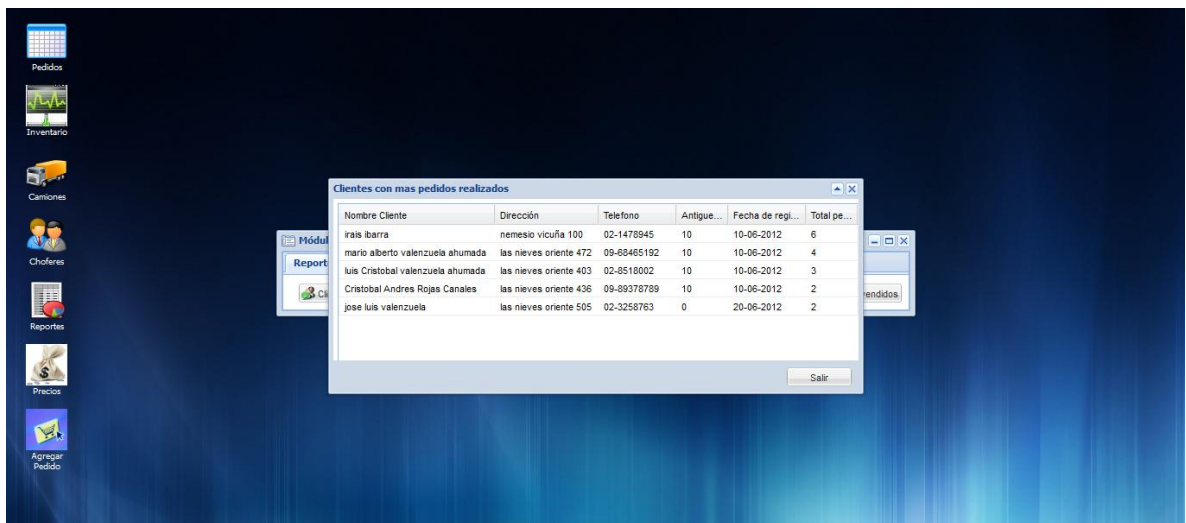 Pedidos
Inventario
Camiones
Choferes
Reportes
Precios
Agregar
Pedido
Módul
Report
Cli
endidos
Clientes con mas pedidos realizados
Nombre Cliente Dirección Telefono Antigue... Fecha de regi... Total pe...
irais ibarra nemesio vicuña 100 02-1478945 10 10-06-2012 6
mario alberto valenzuela ahumada las nieves oriente 472 09-68465192 10 10-06-2012 4
luis Cristobal valenzuela ahumada las nieves oriente 403 02-8518002 10 10-06-2012 3
Cristobal Andres Rojas Canales las nieves oriente 436 09-89378789 10 10-06-2012 2
jose luis valenzuela las nieves oriente 505 02-3258763 0 20-06-2012 2
Salir